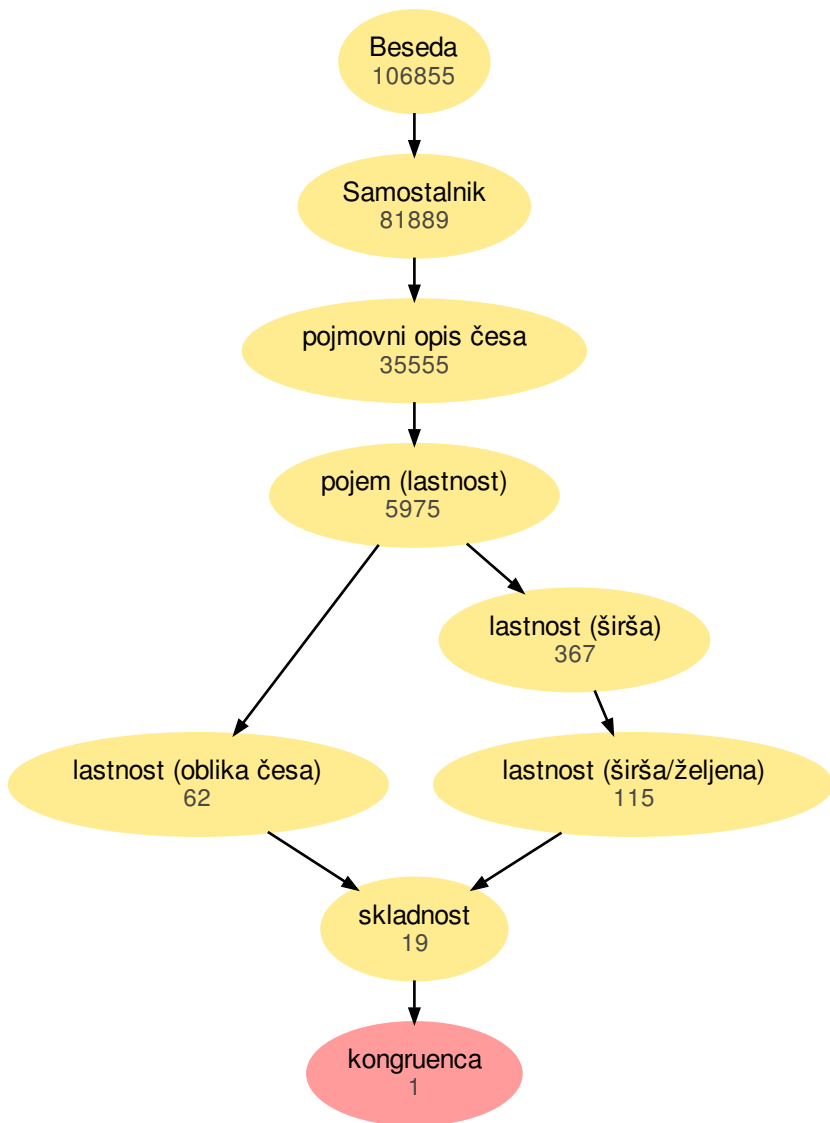 Beseda
106855
Samostalnik
81889
pojmovni opis česa
35555
pojem (lastnost)
5975
lastnost (širša)
367
lastnost (oblika česa)
62
lastnost (širša/željena)
115
skladnost
19
kongruenca
1